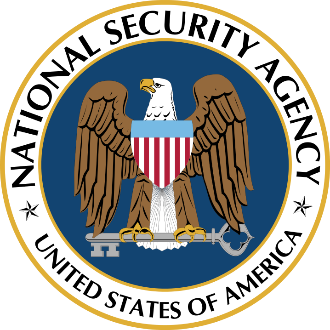 NATIONAL SECURITY AGENCY
UNITED STATES OF AMERICA